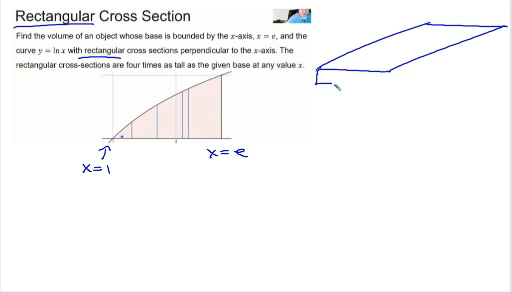 Rectangular Cross Section
Find the volume of an object whose base is bounded by the x-axis, x = e, and the
curve y = ln x with rectangular cross sections perpendicular to the x-axis. The
rectangular cross-sections are four times as tall as the given base at any value x.
x=1
x=e